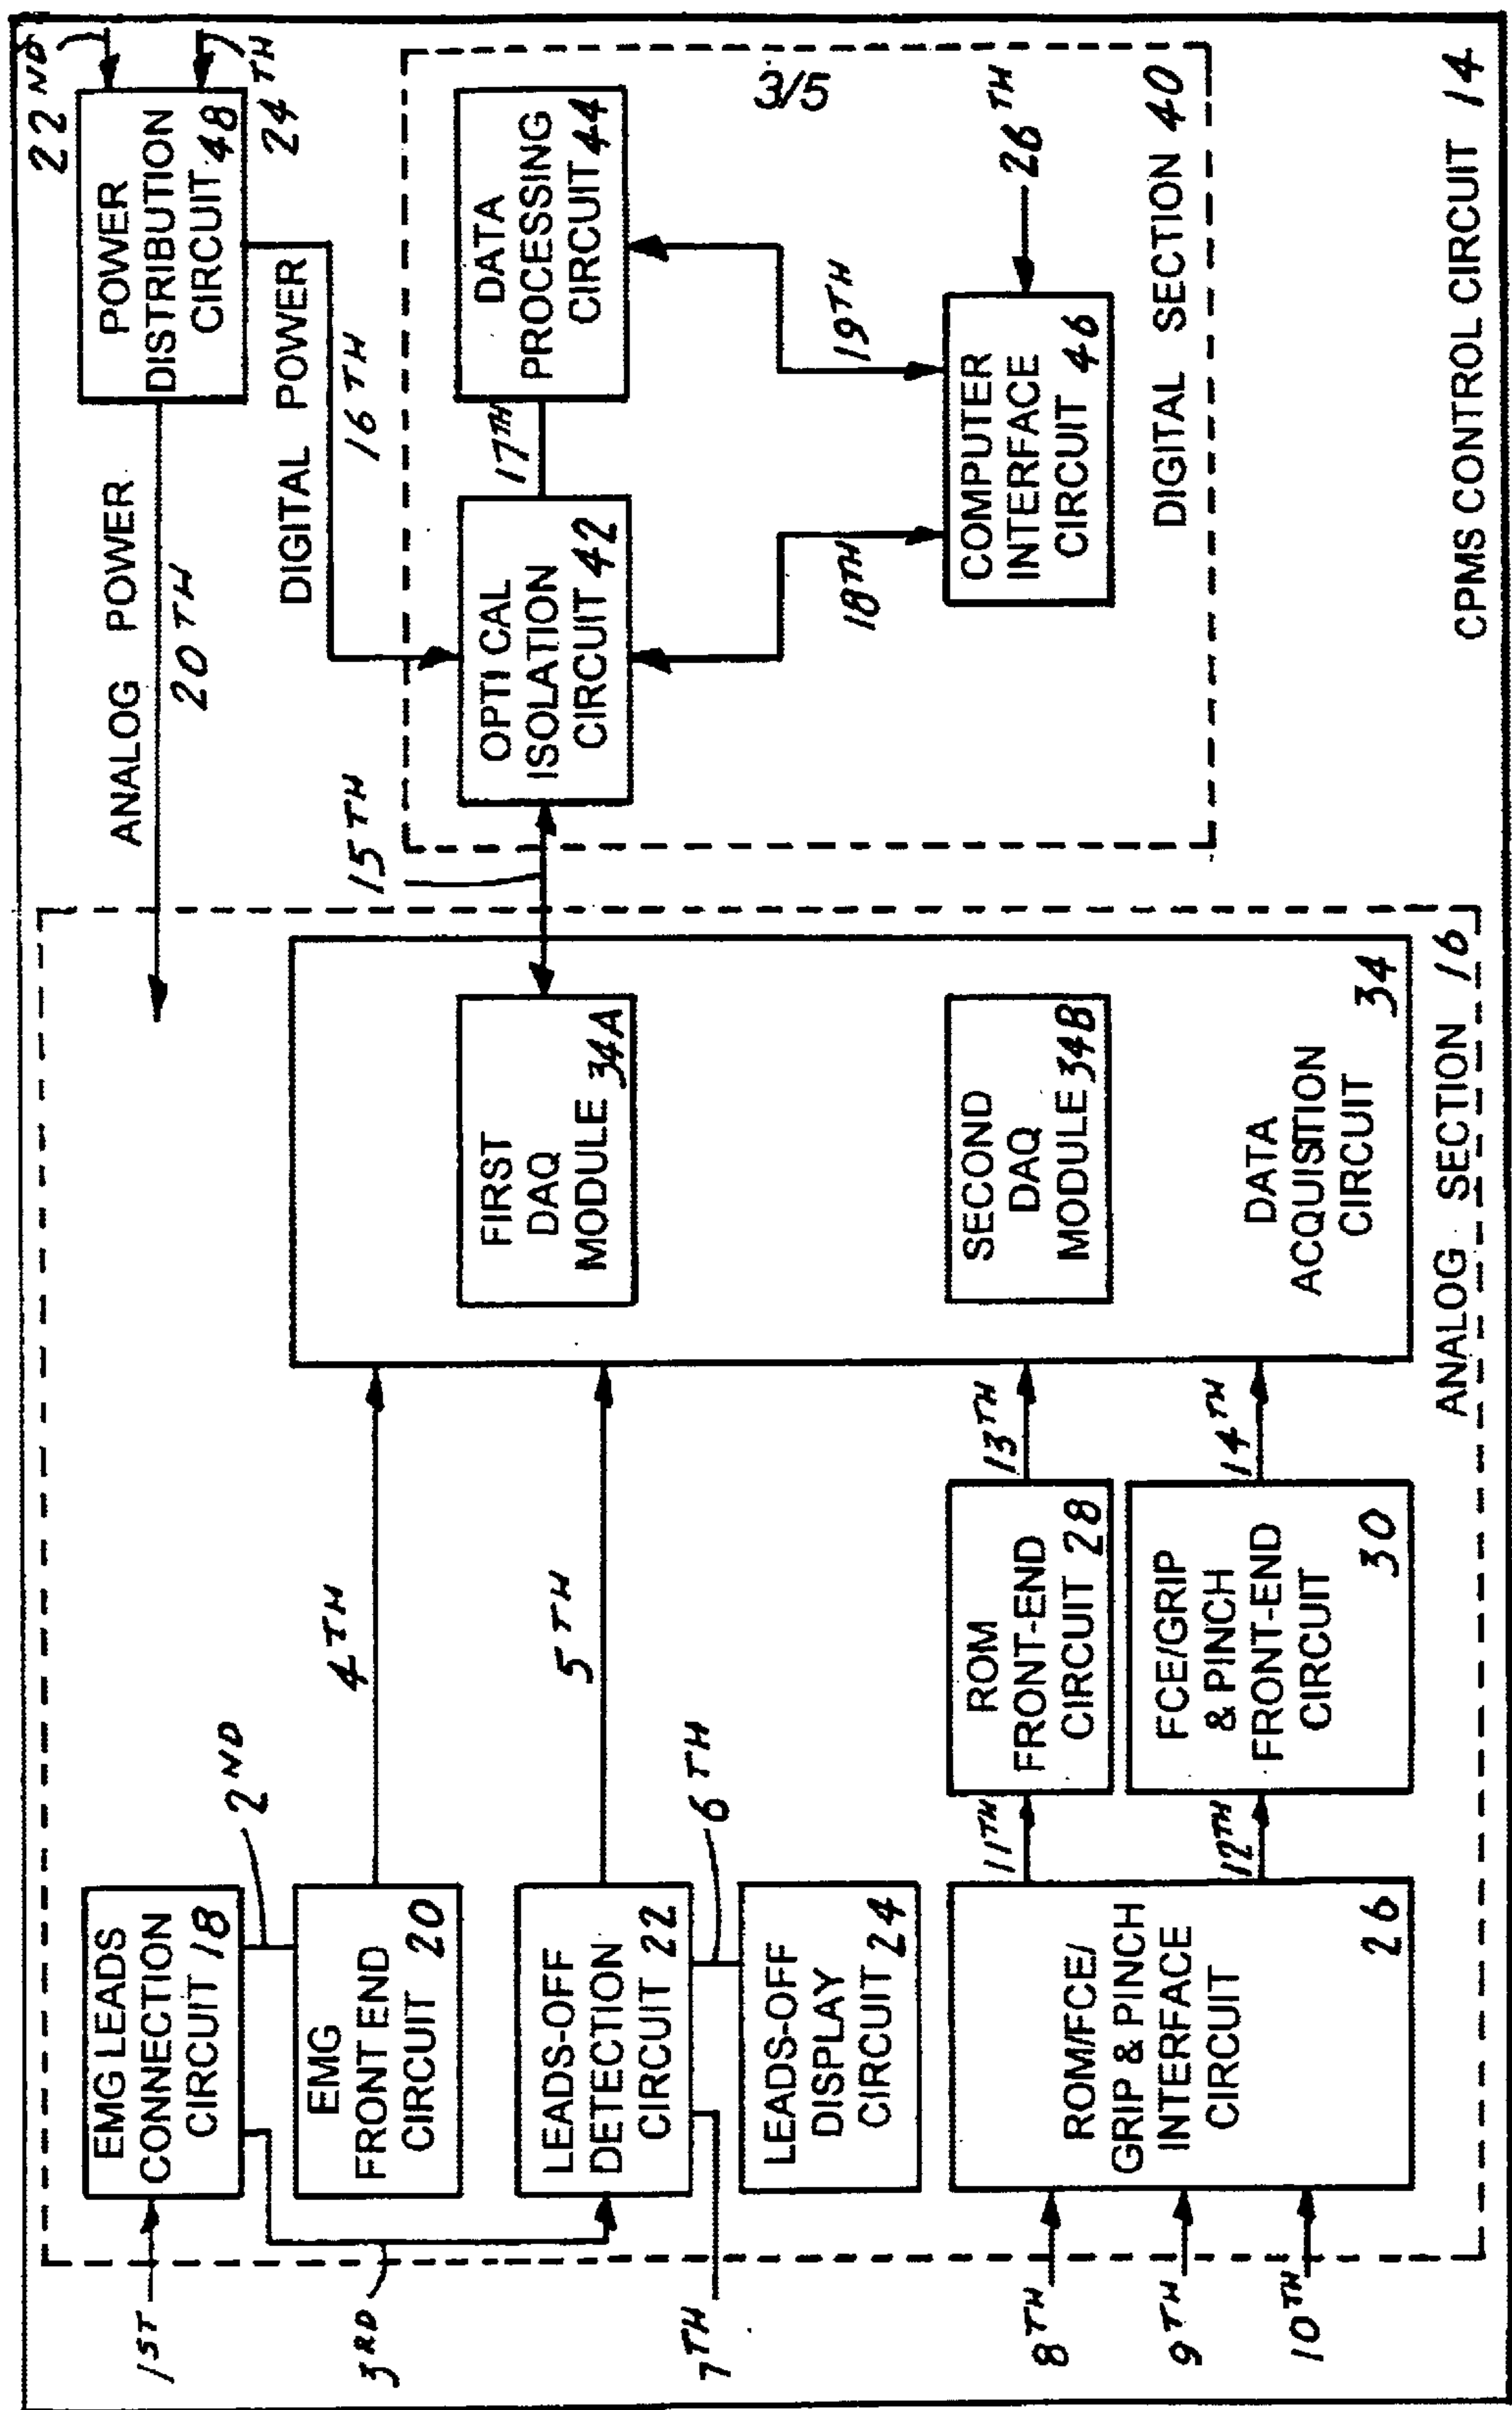 22ND
POWER
DISTRIBUTION
CIRCUIT 48
24TH
ANALOG POWER
20TH
DIGITAL POWER
16TH
3/5
15TH
OPTICAL
ISOLATION
CIRCUIT 42
17TH
DATA
PROCESSING
CIRCUIT 44
18TH
19TH
COMPUTER
INTERFACE
CIRCUIT 46
26TH
DIGITAL SECTION 40
CPMS CONTROL CIRCUIT 14
1ST
EMG LEADS
CONNECTION
CIRCUIT 18
2ND
3RD
EMG
FRONT END
CIRCUIT 20
4TH
LEADS-OFF
DETECTION
CIRCUIT 22
5TH
6TH
7TH
LEADS-OFF
DISPLAY
CIRCUIT 24
8TH
9TH
10TH
ROM/FCE/
GRIP & PINCH
INTERFACE
CIRCUIT
26
11TH
12TH
ROM
FRONT-END
CIRCUIT 28
FCE/GRIP
& PINCH
FRONT-END
CIRCUIT
30
13TH
14TH
FIRST
DAQ
MODULE 34A
SECOND
DAQ
MODULE 34B
DATA
ACQUISITION
CIRCUIT
34
ANALOG SECTION 16